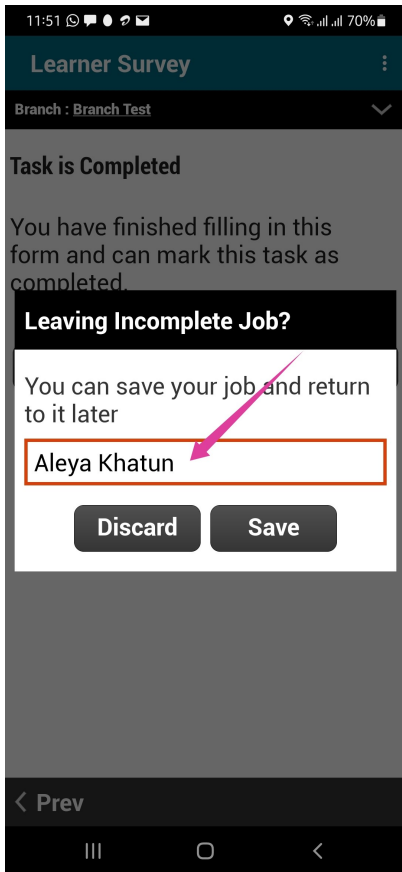 11:51 70%
Learner Survey
Branch : Branch Test
Task is Completed
You have finished filling in this
form and can mark this task as
completed.
Leaving Incomplete Job?
You can save your job and return
to it later
Aleya Khatun
Discard Save
Prev